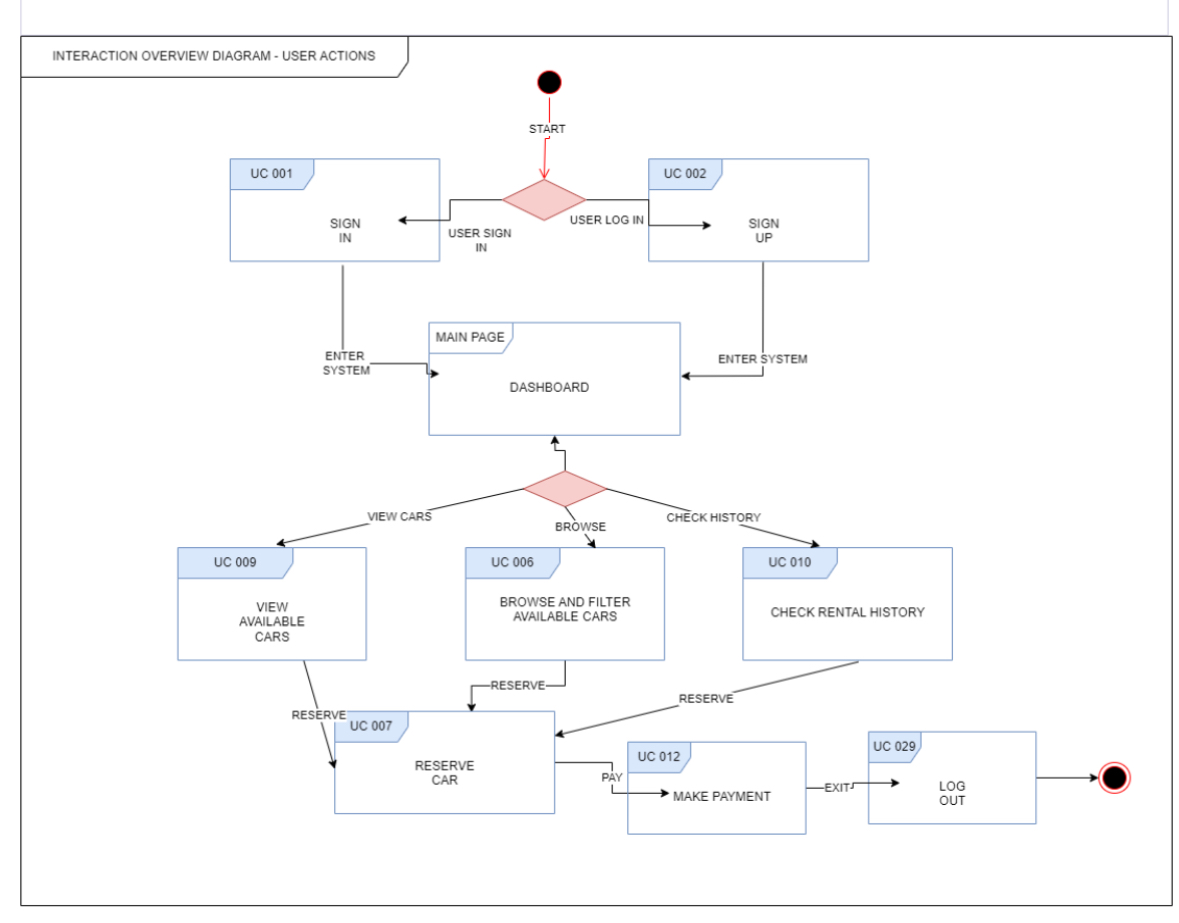 INTERACTION OVERVIEW DIAGRAM - USER ACTIONS
START
UC 001
UC 002
SIGN
IN
USER SIGN
IN
USER LOG IN
SIGN
UP
MAIN PAGE
ENTER
SYSTEM
ENTER SYSTEM
DASHBOARD
VIEW CARS
BROWSE
CHECK HISTORY
UC 009
UC 006
UC 010
VIEW
AVAILABLE
CARS
BROWSE AND FILTER
AVAILABLE CARS
CHECK RENTAL HISTORY
RESERVE
RESERVE
RESERVE
UC 007
RESERVE
CAR
PAY
UC 012
MAKE PAYMENT
EXIT
UC 029
LOG
OUT